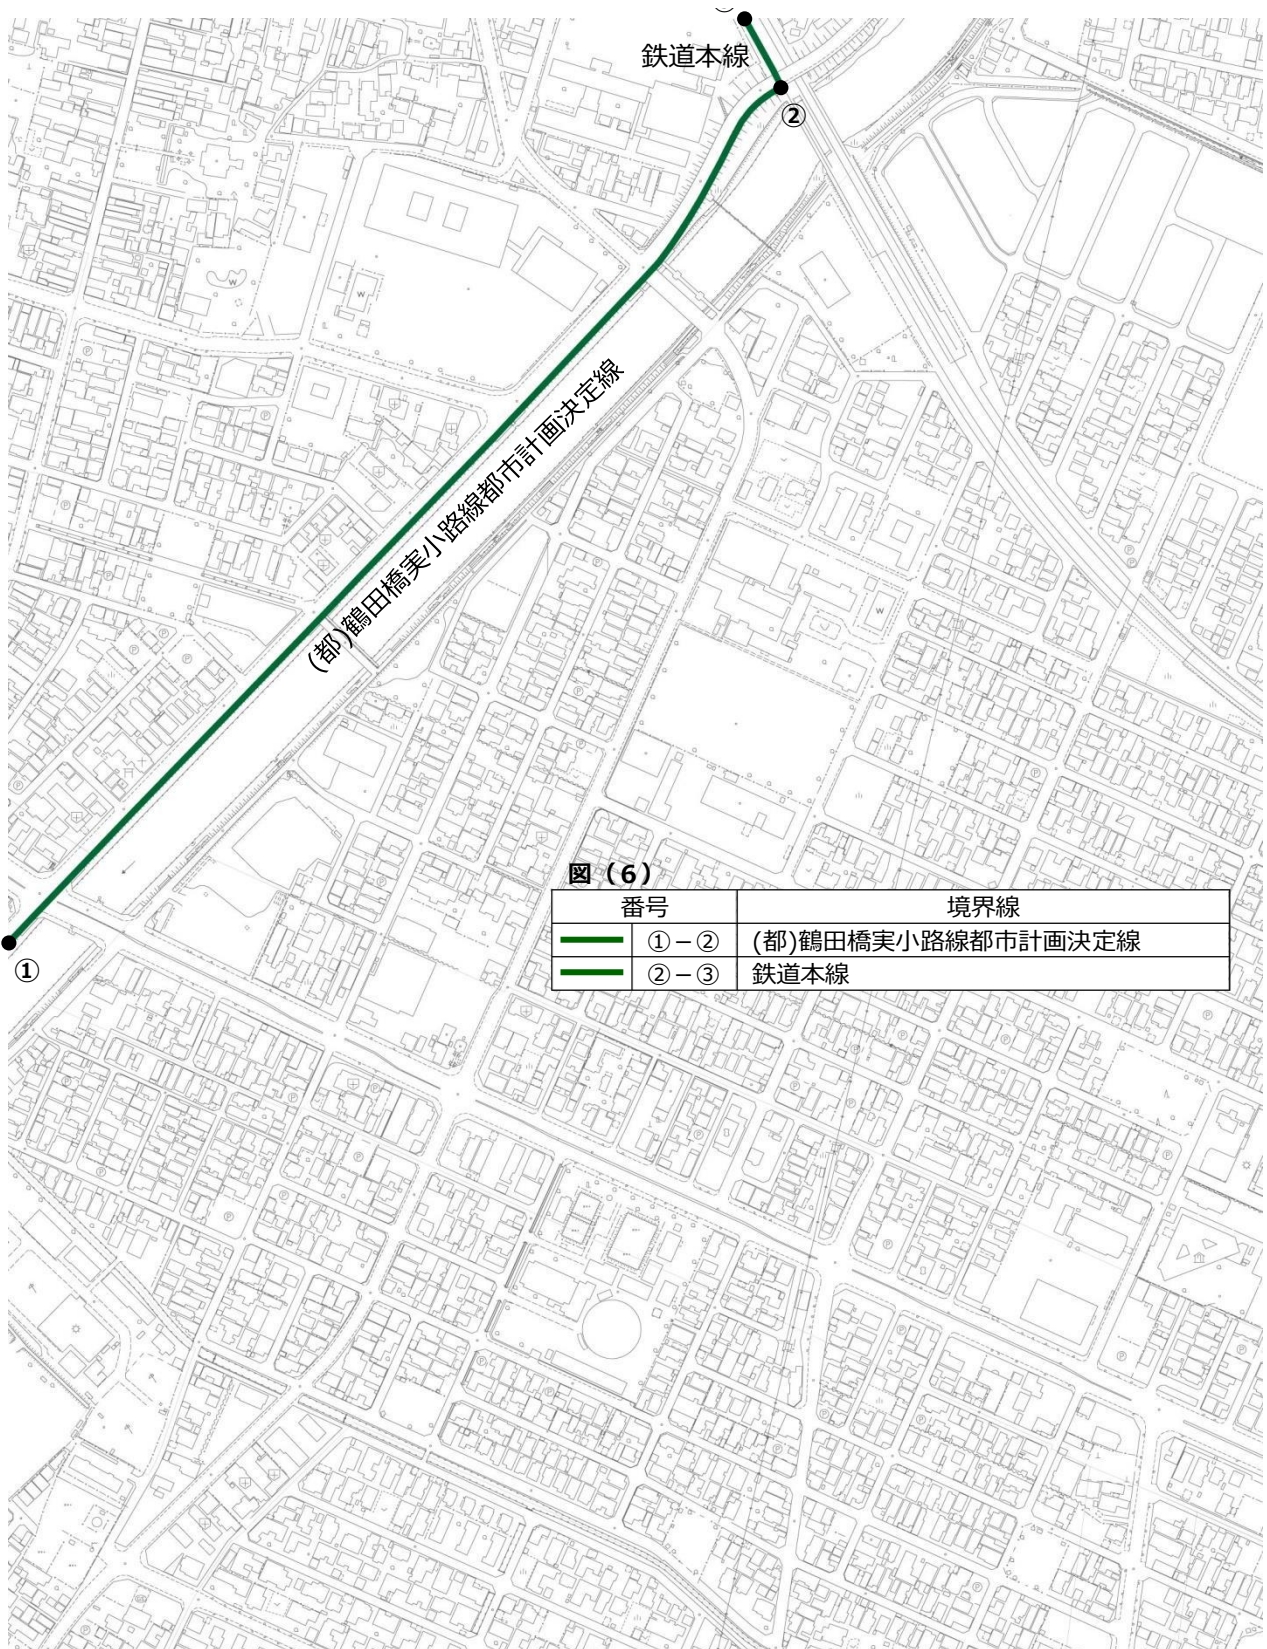 鉄道本線
②
(都)鶴田橋実小路線都市計画決定線
①
図（6）
番号 境界線
①－② (都)鶴田橋実小路線都市計画決定線
②－③ 鉄道本線